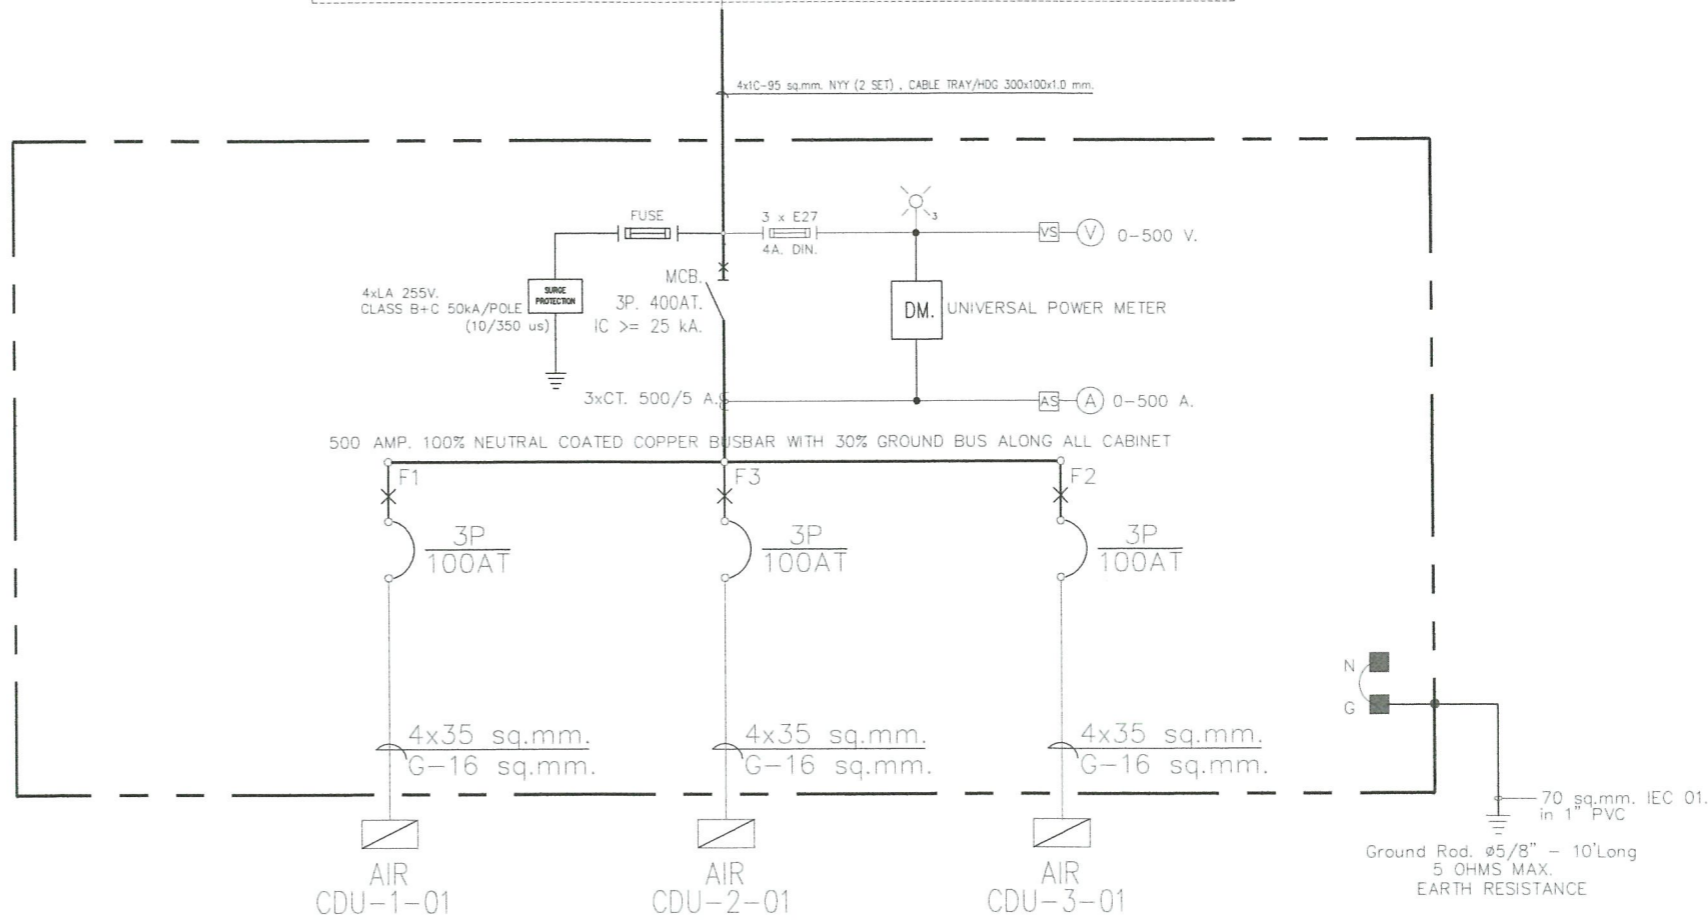 4x1C-95 sq.mm. NYY (2 SET) , CABLE TRAY/HDG 300x100x1.0 mm.
FUSE
3 x E27
4A. DIN.
3
VS
V
0-500 V.
MCB.
3P. 400AT.
IC >= 25 kA.
4xLA 255V.
CLASS B+C 50kA/POLE
(10/350 us)
SURGE
PROTECTION
DM.
UNIVERSAL POWER METER
3xCT. 500/5 A.
AS
A
0-500 A.
500 AMP. 100% NEUTRAL COATED COPPER BUSBAR WITH 30% GROUND BUS ALONG ALL CABINET
F1
F3
F2
3P
100AT
3P
100AT
3P
100AT
N
G
4x35 sq.mm.
G-16 sq.mm.
4x35 sq.mm.
G-16 sq.mm.
4x35 sq.mm.
G-16 sq.mm.
70 sq.mm. IEC 01.
in 1" PVC
Ground Rod. ø5/8" - 10'Long
5 OHMS MAX.
EARTH RESISTANCE
AIR
CDU-1-01
AIR
CDU-2-01
AIR
CDU-3-01